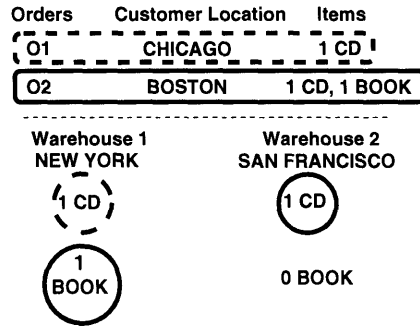 Orders Customer Location Items
O1 CHICAGO 1 CD
O2 BOSTON 1 CD, 1 BOOK
Warehouse 1 Warehouse 2
NEW YORK SAN FRANCISCO
1 CD 1 CD
1
BOOK 0 BOOK